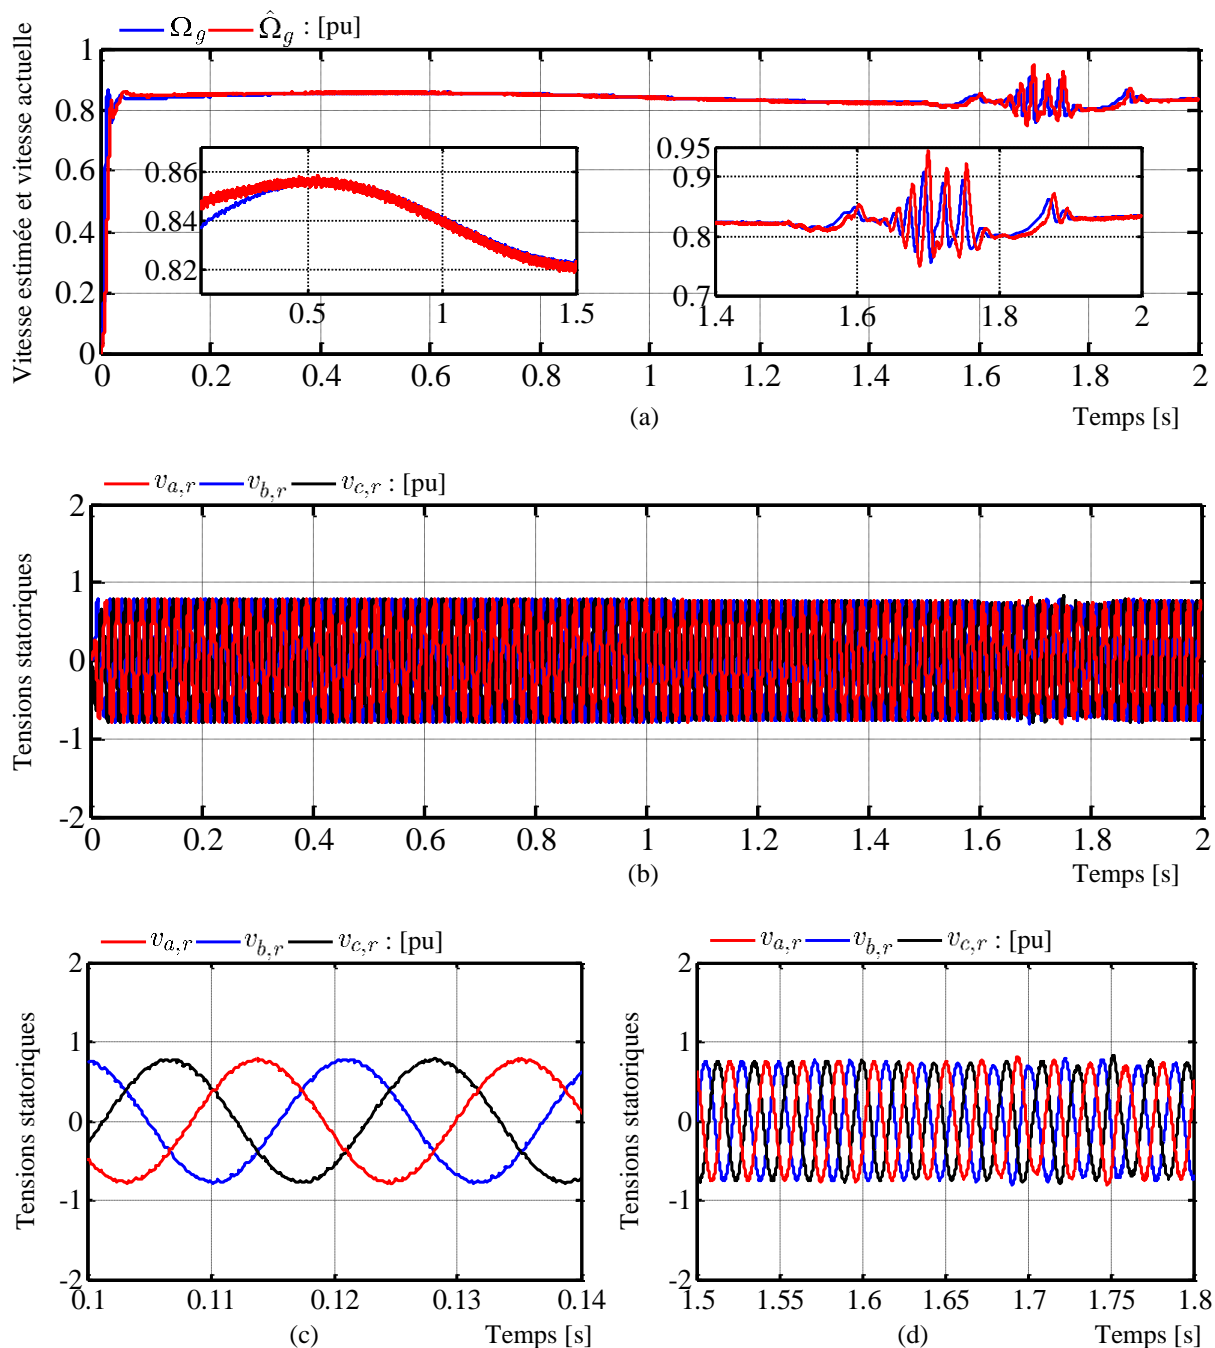 Ω_g Ω̂_g : [pu]
Vitesse estimée et vitesse actuelle
1
0.8
0.6
0.4
0.2
0
0.86
0.84
0.82
0.5 1 1.5
0.95
0.9
0.8
0.7
1.4 1.6 1.8 2
0 0.2 0.4 0.6 0.8 1 1.2 1.4 1.6 1.8 2
(a) Temps [s]
v_{a,r} v_{b,r} v_{c,r} : [pu]
Tensions statoriques
2
1
0
-1
-2
0 0.2 0.4 0.6 0.8 1 1.2 1.4 1.6 1.8 2
(b) Temps [s]
v_{a,r} v_{b,r} v_{c,r} : [pu]
Tensions statoriques
2
1
0
-1
-2
0.1 0.11 0.12 0.13 0.14
(c) Temps [s]
v_{a,r} v_{b,r} v_{c,r} : [pu]
Tensions statoriques
2
1
0
-1
-2
1.5 1.55 1.6 1.65 1.7 1.75 1.8
(d) Temps [s]